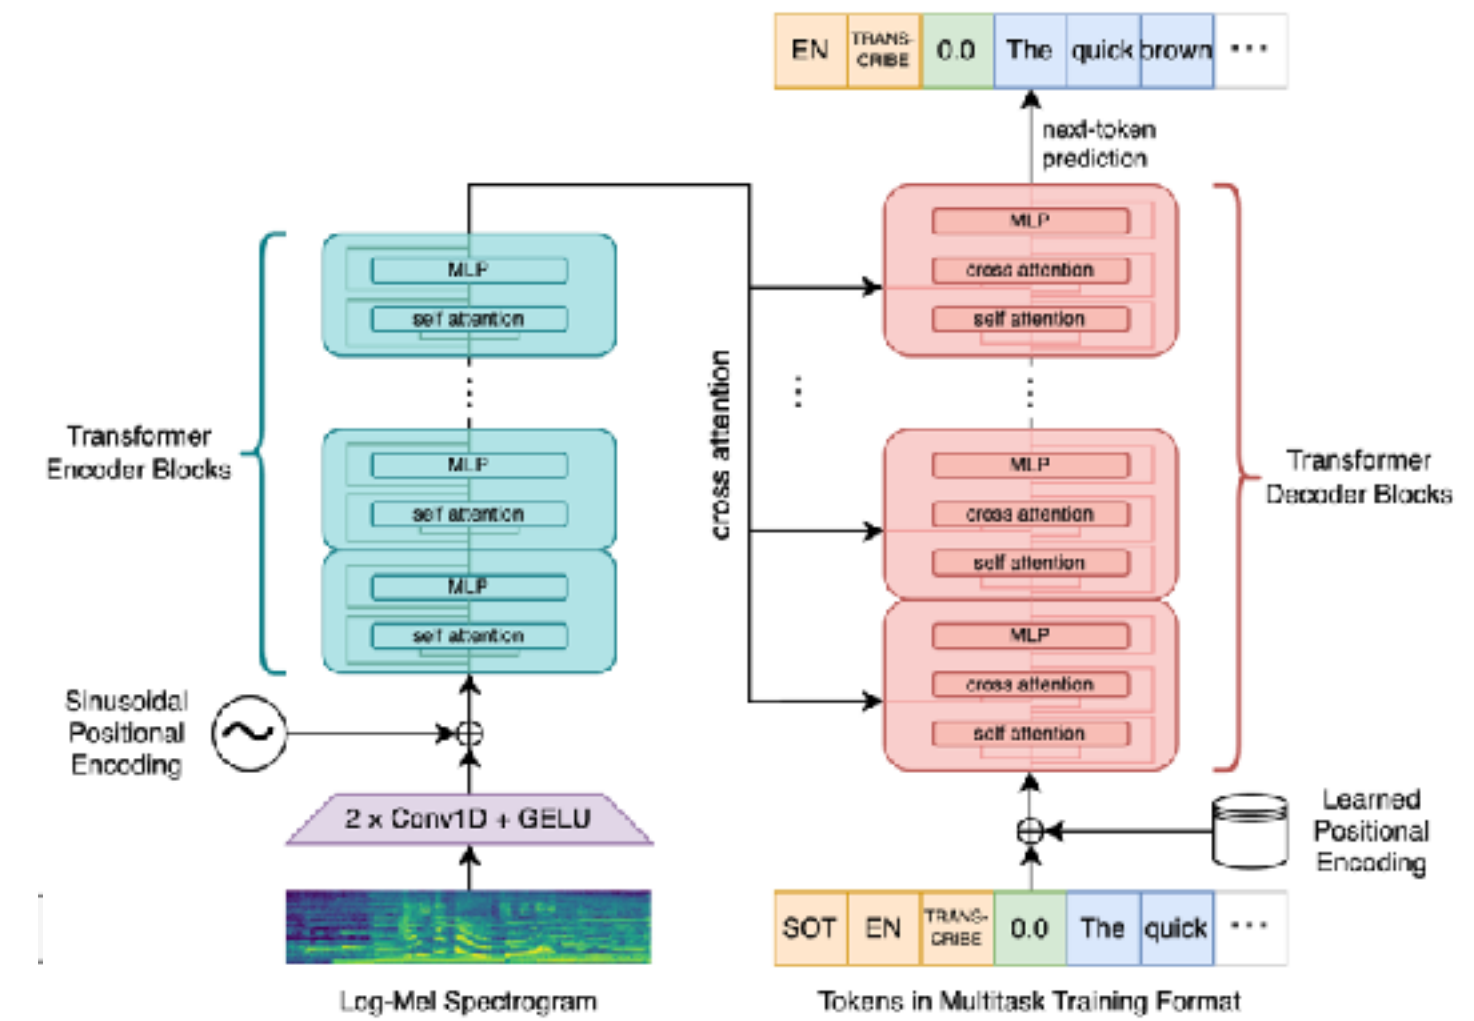 EN
TRANS-
CRIBE
0.0
The
quick
brown
...
next-token
prediction
MLP
cross attention
self attention
MLP
self attention
Transformer
Encoder Blocks
cross attention
MLP
self attention
MLP
self attention
MLP
cross attention
self attention
MLP
cross attention
self attention
Transformer
Decoder Blocks
Sinusoidal
Positional
Encoding
2 x Conv1D + GELU
Learned
Positional
Encoding
SOT
EN
TRANS-
CRIBE
0.0
The
quick
...
Log-Mel Spectrogram
Tokens in Multitask Training Format